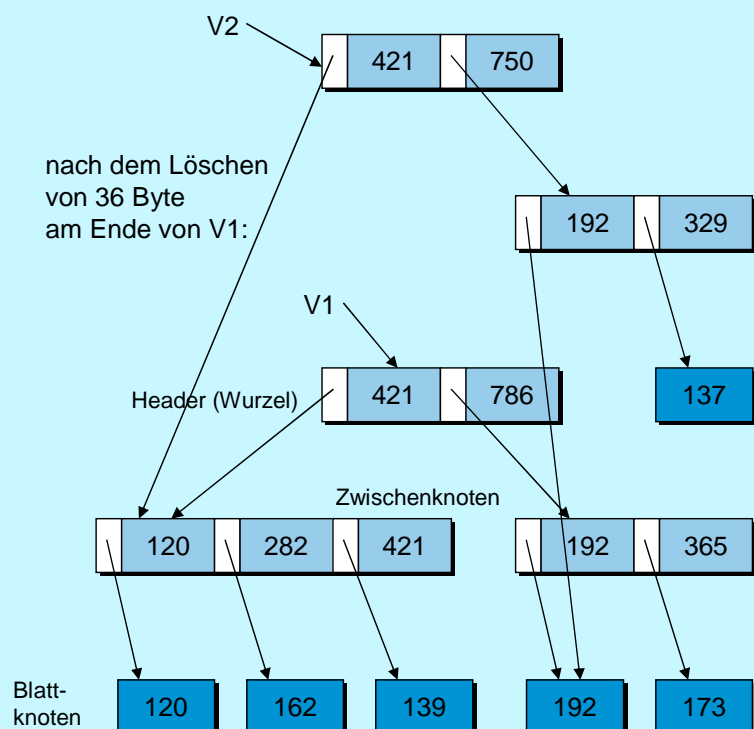 V2
421 750
nach dem Löschen
von 36 Byte
am Ende von V1:
192 329
V1
Header (Wurzel)
421 786
137
Zwischenknoten
120 282 421
192 365
Blatt-
knoten
120 162 139 192 173